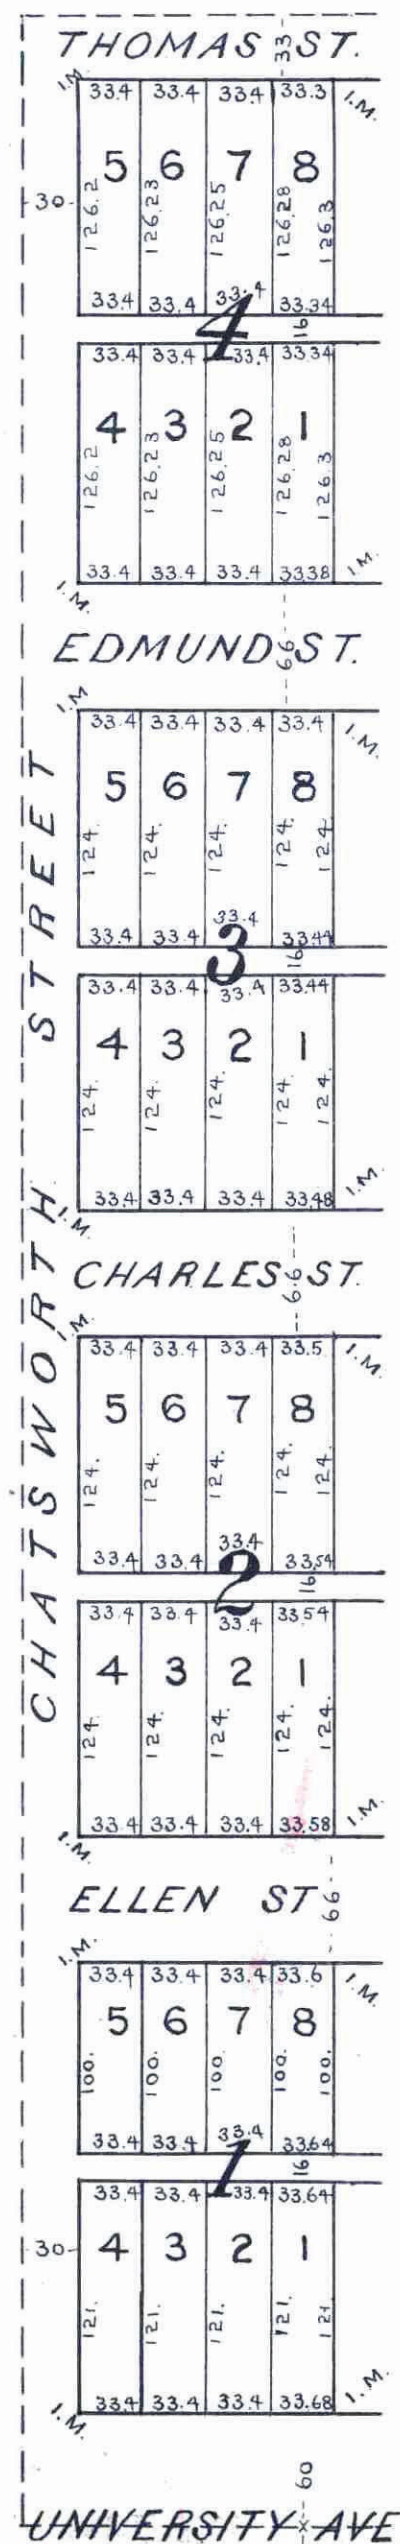 THOMAS ST.
33
I.M. 33.4 33.4 33.4 33.3 I.M.
5 6 7 8
30
126.2 126.23 126.25 126.28 126.3
33.4 33.4 33.4 33.34
4 16
33.4 33.4 33.4 33.34
4 3 2 1
126.2 126.23 126.25 126.28 126.3
33.4 33.4 33.4 33.38
I.M. I.M.
EDMUND ST.
66
I.M 33.4 33.4 33.4 33.4 I.M.
5 6 7 8
124. 124. 124. 124. 124.
33.4 33.4 33.4 33.44
3 16
33.4 33.4 33.4 33.44
4 3 2 1
124. 124. 124. 124. 124.
33.4 33.4 33.4 33.48
I.M. I.M.
CHATSWORTH STREET
CHARLES ST.
66
I.M. 33.4 33.4 33.4 33.5 I.M.
5 6 7 8
124. 124. 124. 124. 124.
33.4 33.4 33.4 33.54
2 16
33.4 33.4 33.4 33.54
4 3 2 1
124. 124. 124. 124. 124.
33.4 33.4 33.4 33.58
I.M. I.M.
ELLEN ST
66
I.M. 33.4 33.4 33.4 33.6 I.M.
5 6 7 8
100. 100. 100. 100. 100.
33.4 33.4 33.4 33.64
1 16
33.4 33.4 33.4 33.64
30 4 3 2 1
121. 121. 121. 121. 121.
33.4 33.4 33.4 33.68
I.M. I.M.
60
UNIVERSITY AVE